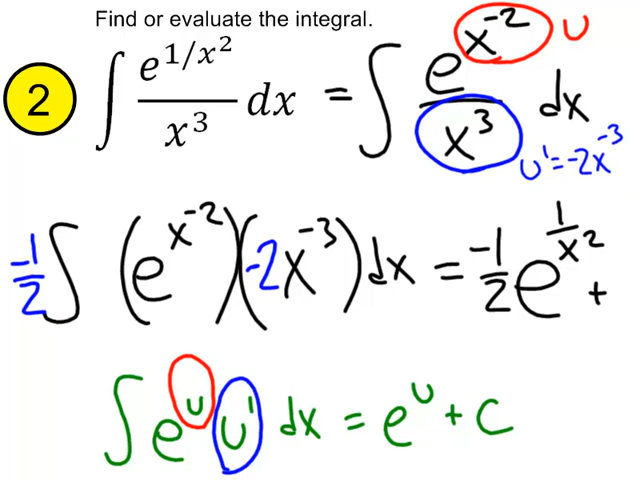 Find or evaluate the integral.
2 ∫ e^{1/x^2} / x^3 dx = ∫ e^{x^{-2}} / x^3 dx u
u' = -2x^{-3}
-1/2 ∫ (e^{x^{-2}})(-2x^{-3}) dx = -1/2 e^{1/x^2} +
∫ e^u u' dx = e^u + C